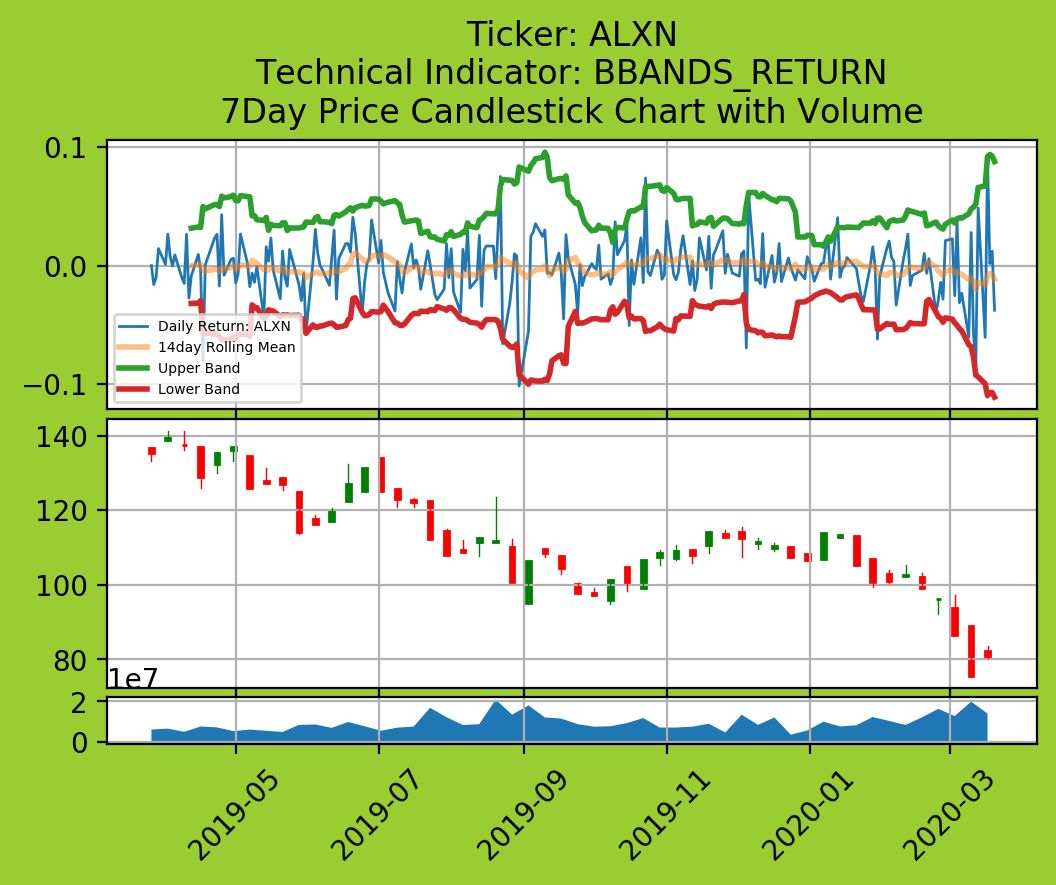 Ticker: ALXN
Technical Indicator: BBANDS_RETURN
7Day Price Candlestick Chart with Volume
0.1
0.0
−0.1
Daily Return: ALXN
14day Rolling Mean
Upper Band
Lower Band
140
120
100
80
1e7
2
0
2019-05
2019-07
2019-09
2019-11
2020-01
2020-03